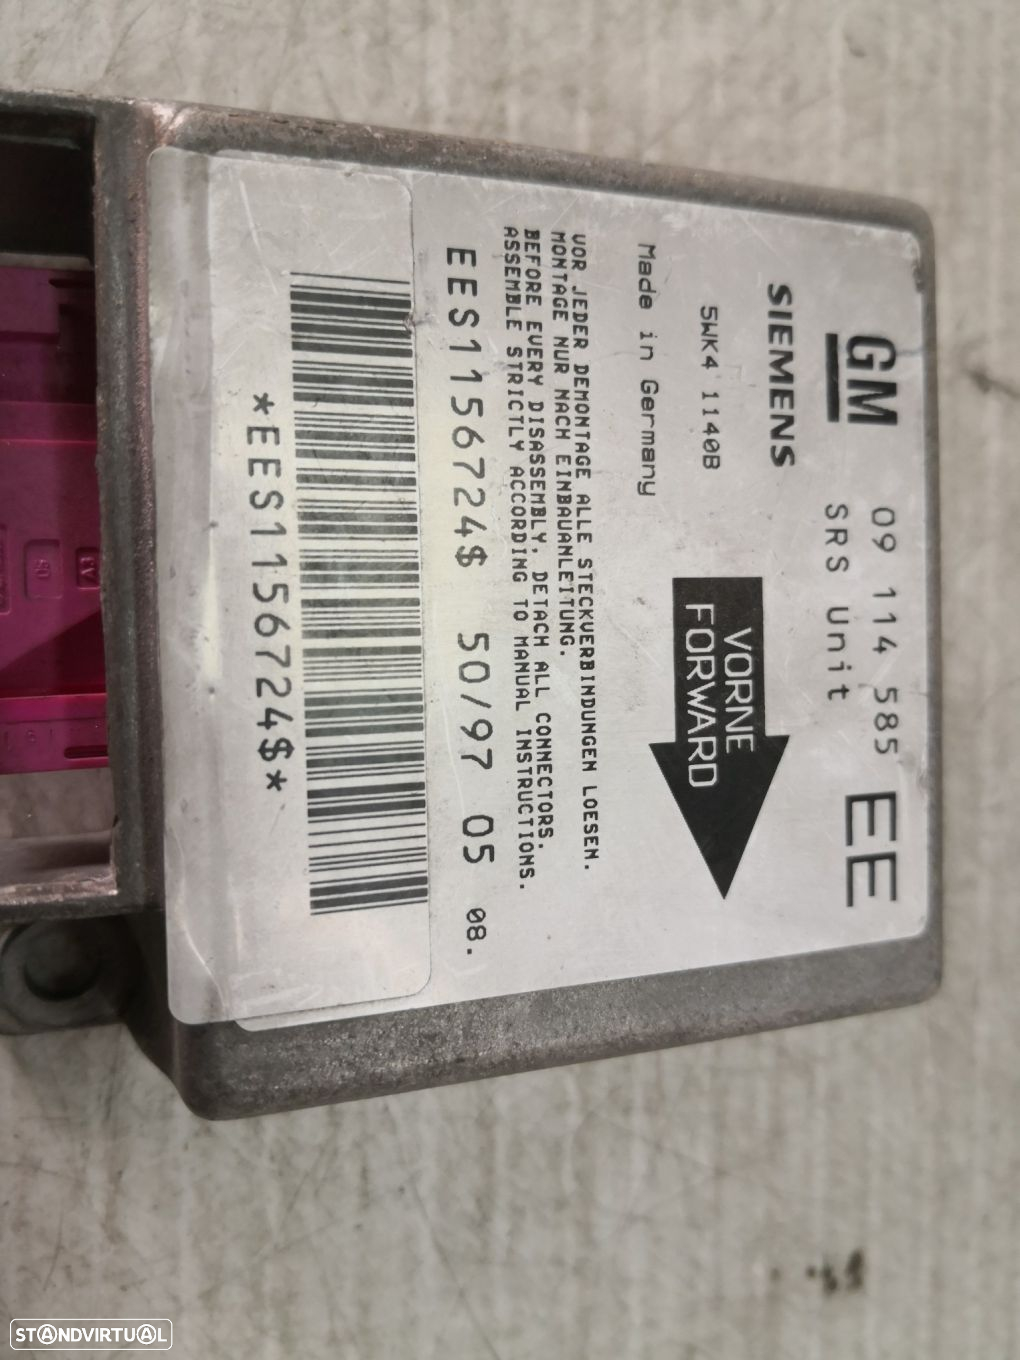 GM 09 114 585 EE
SRS Unit
SIEMENS
5WK4 1140B
VORNE
FORWARD
Made in Germany
VOR JEDER DEMONTAGE ALLE STECKVERBINDUNGEN LOESEN.
MONTAGE NUR NACH EINBAUANLEITUNG.
BEFORE EVERY DISASSEMBLY, DETACH ALL CONNECTORS.
ASSEMBLE STRICTLY ACCORDING TO MANUAL INSTRUCTIONS.
EES1156724$ 50/97 05 08.
*EES1156724$*
STANDVIRTUAL